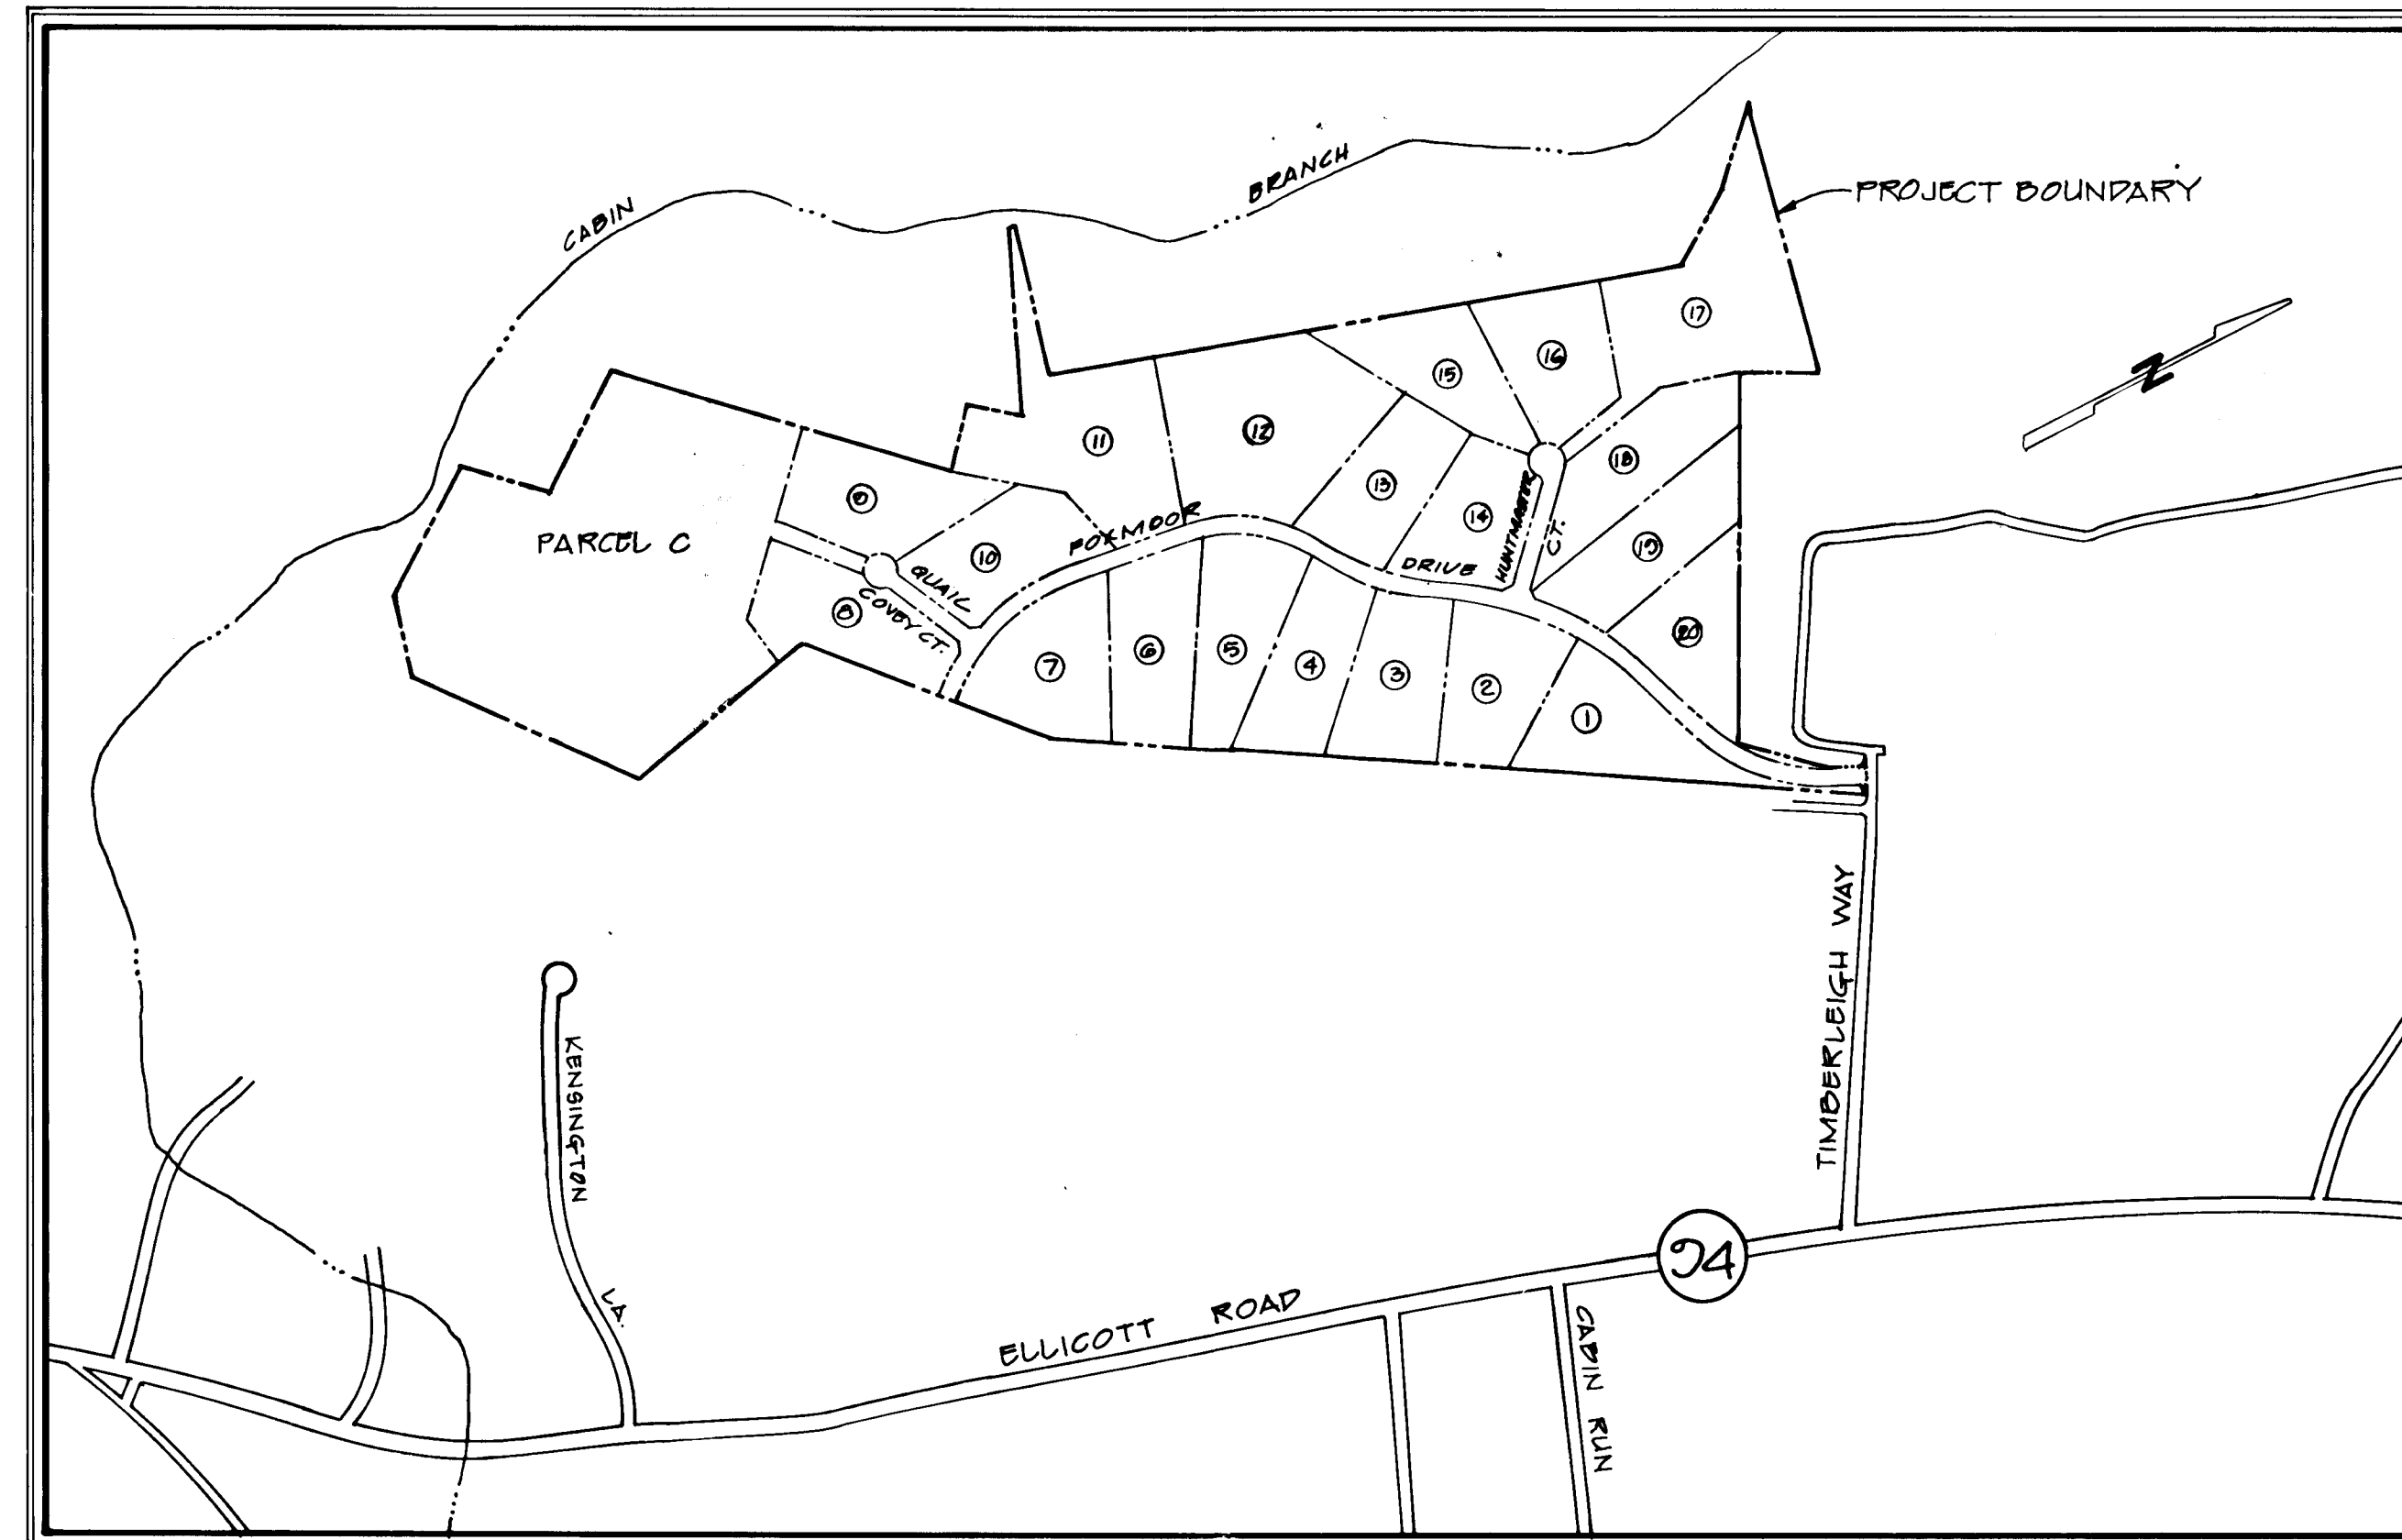 CABIN
BRANCH
PROJECT BOUNDARY
17
16
15
N
12
11
18
13
9
14
HUNTMASTER
CT.
19
FOXMOOR
DRIVE
PARCEL C
10
QUAIL
COVEY CT.
8
20
7
6
5
4
3
2
1
TIMBERLEIGH WAY
KENSINGTON
LA.
94
ELLICOTT ROAD
CABIN RUN